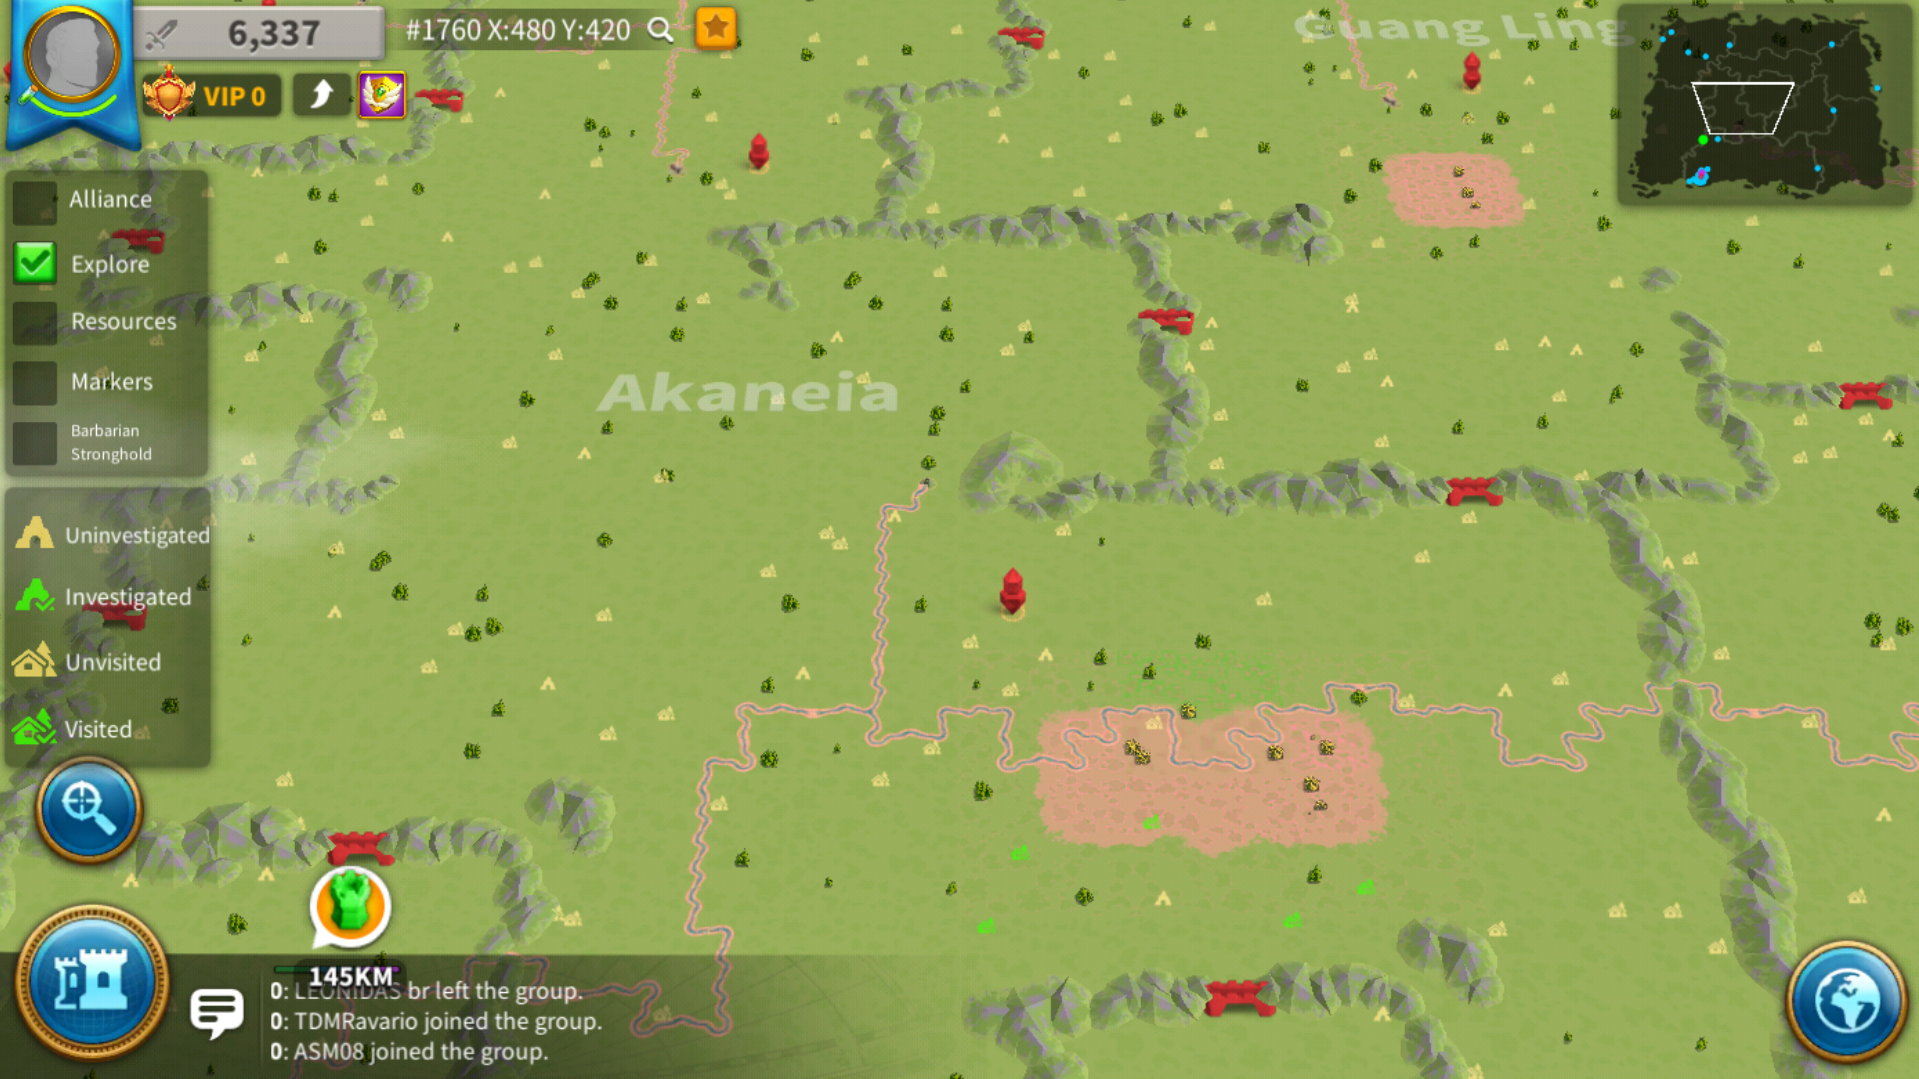 6,337
#1760 X:480 Y:420
VIP 0
Guang Ling
Alliance
Explore
Resources
Markers
Barbarian
Stronghold
Akaneia
Uninvestigated
Investigated
Unvisited
Visited
145KM
0: LEONIDAS br left the group.
0: TDMRavario joined the group.
0: ASM08 joined the group.